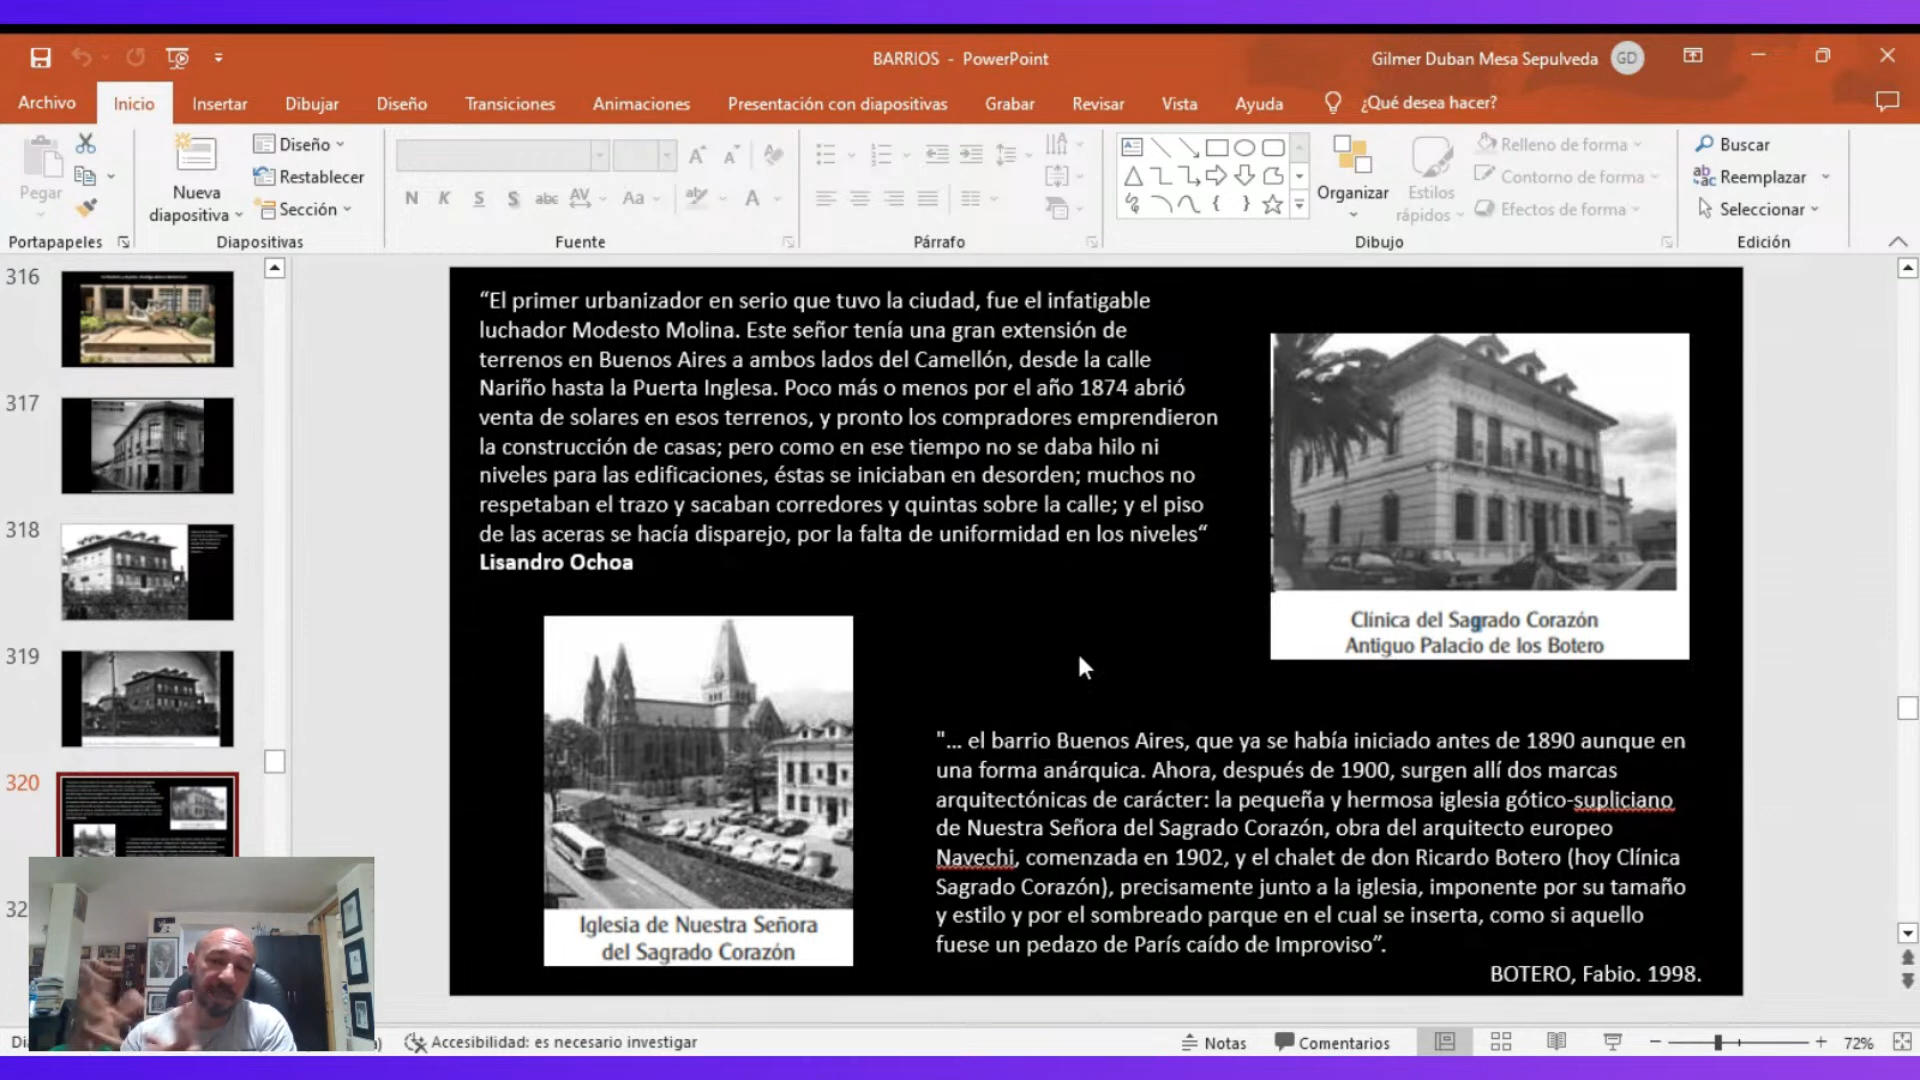 BARRIOS - PowerPoint
Gilmer Duban Mesa Sepulveda
GD
Archivo
Inicio
Insertar
Dibujar
Diseño
Transiciones
Animaciones
Presentación con diapositivas
Grabar
Revisar
Vista
Ayuda
¿Qué desea hacer?
Pegar
Nueva
diapositiva
Diseño
Restablecer
Sección
N K S S abc AV Aa A
Organizar
Estilos
rápidos
Relleno de forma
Contorno de forma
Efectos de forma
Buscar
Reemplazar
Seleccionar
Portapapeles
Diapositivas
Fuente
Párrafo
Dibujo
Edición
316
317
318
319
320
32
“El primer urbanizador en serio que tuvo la ciudad, fue el infatigable
luchador Modesto Molina. Este señor tenía una gran extensión de
terrenos en Buenos Aires a ambos lados del Camellón, desde la calle
Nariño hasta la Puerta Inglesa. Poco más o menos por el año 1874 abrió
venta de solares en esos terrenos, y pronto los compradores emprendieron
la construcción de casas; pero como en ese tiempo no se daba hilo ni
niveles para las edificaciones, éstas se iniciaban en desorden; muchos no
respetaban el trazo y sacaban corredores y quintas sobre la calle; y el piso
de las aceras se hacía disparejo, por la falta de uniformidad en los niveles“
Lisandro Ochoa
Clínica del Sagrado Corazón
Antiguo Palacio de los Botero
Iglesia de Nuestra Señora
del Sagrado Corazón
"... el barrio Buenos Aires, que ya se había iniciado antes de 1890 aunque en
una forma anárquica. Ahora, después de 1900, surgen allí dos marcas
arquitectónicas de carácter: la pequeña y hermosa iglesia gótico-supliciano
de Nuestra Señora del Sagrado Corazón, obra del arquitecto europeo
Navechi, comenzada en 1902, y el chalet de don Ricardo Botero (hoy Clínica
Sagrado Corazón), precisamente junto a la iglesia, imponente por su tamaño
y estilo y por el sombreado parque en el cual se inserta, como si aquello
fuese un pedazo de París caído de Improviso”.
BOTERO, Fabio. 1998.
Accesibilidad: es necesario investigar
Notas
Comentarios
72%